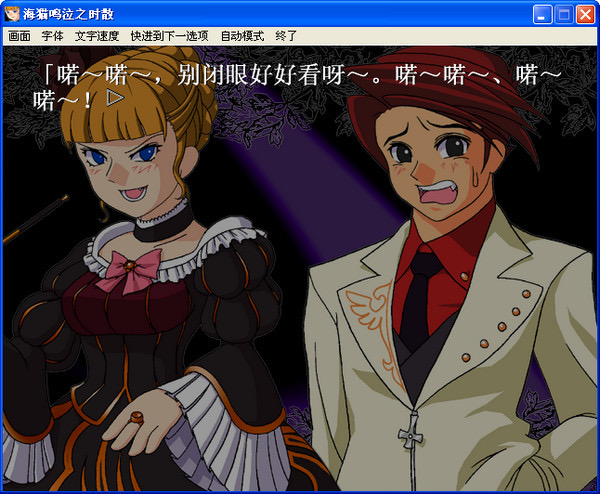 海猫鸣泣之时散
画面 字体 文字速度 快进到下一选项 自动模式 终了
「喏～喏～，别闭眼好好看呀～。喏～喏～、喏～
喏～！